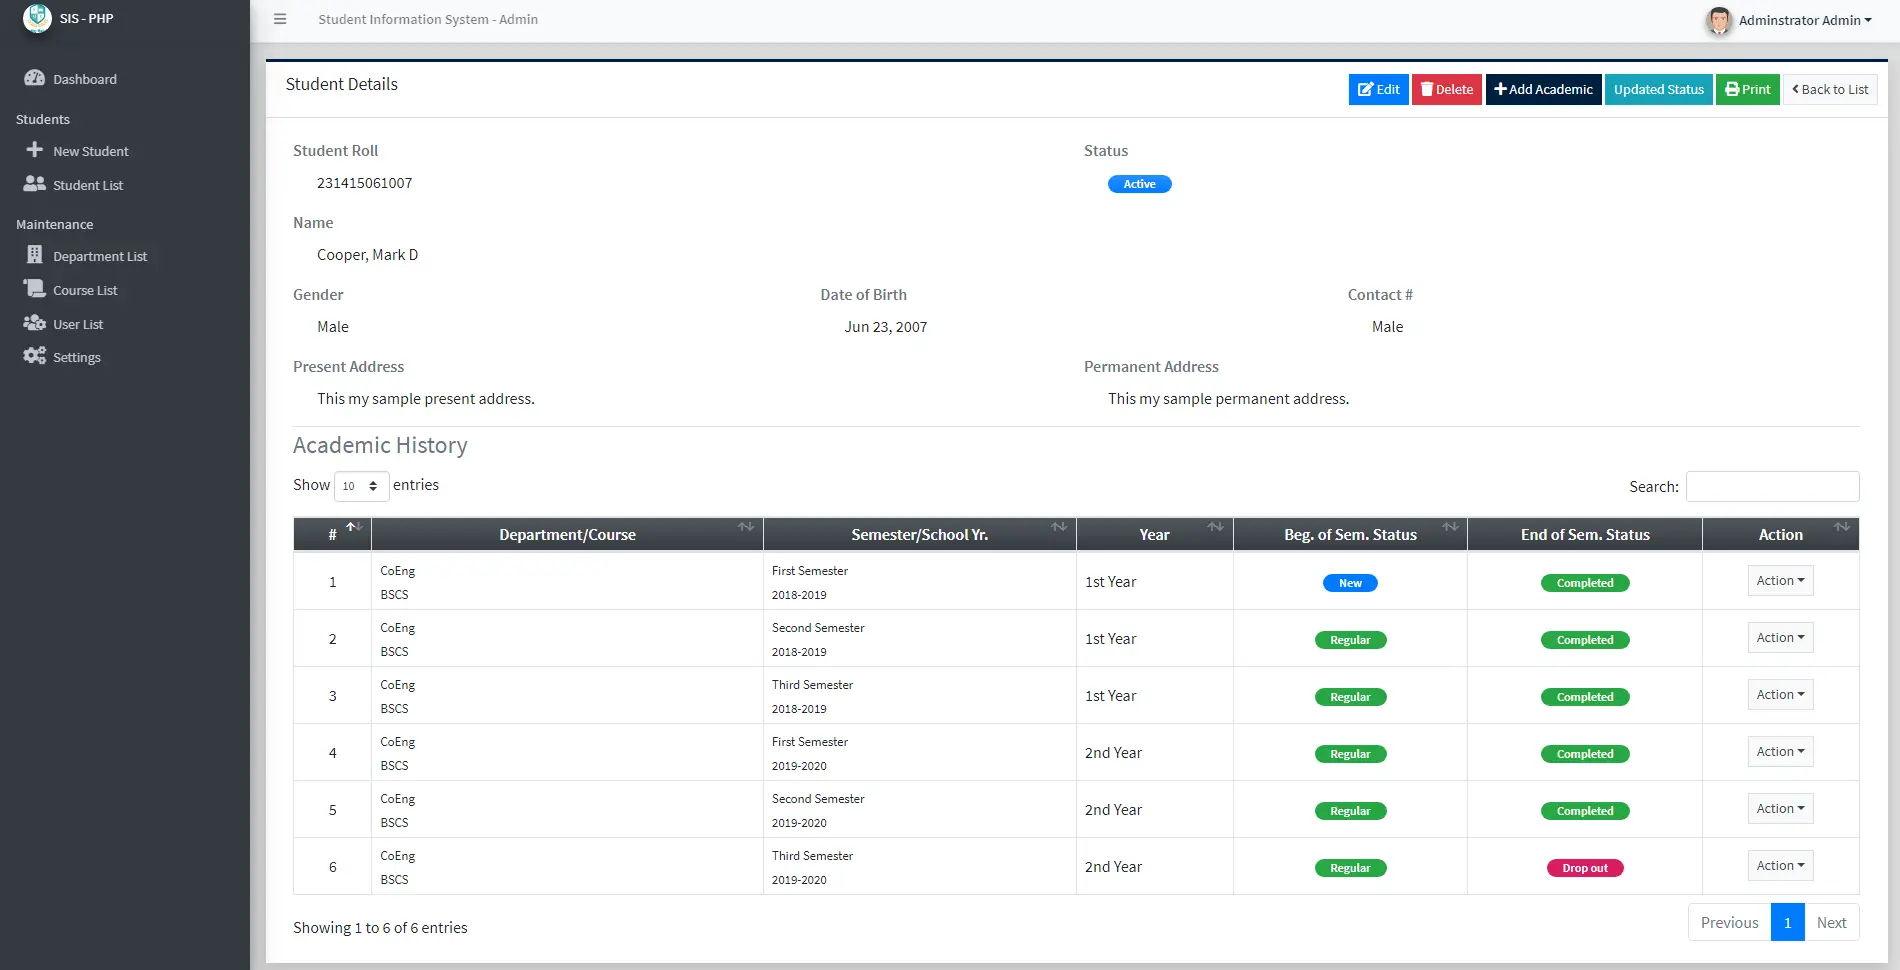 SIS - PHP
Student Information System - Admin
Adminstrator Admin
Dashboard
Students
New Student
Student List
Maintenance
Department List
Course List
User List
Settings
Student Details
Edit
Delete
Add Academic
Updated Status
Print
Back to List
Student Roll
231415061007
Status
Active
Name
Cooper, Mark D
Gender
Male
Date of Birth
Jun 23, 2007
Contact #
Male
Present Address
This my sample present address.
Permanent Address
This my sample permanent address.
Academic History
Show 10 entries
Search:
# Department/Course Semester/School Yr. Year Beg. of Sem. Status End of Sem. Status Action
1
CoEng
BSCS
First Semester
2018-2019
1st Year
New
Completed
Action
2
CoEng
BSCS
Second Semester
2018-2019
1st Year
Regular
Completed
Action
3
CoEng
BSCS
Third Semester
2018-2019
1st Year
Regular
Completed
Action
4
CoEng
BSCS
First Semester
2019-2020
2nd Year
Regular
Completed
Action
5
CoEng
BSCS
Second Semester
2019-2020
2nd Year
Regular
Completed
Action
6
CoEng
BSCS
Third Semester
2019-2020
2nd Year
Regular
Drop out
Action
Showing 1 to 6 of 6 entries
Previous 1 Next